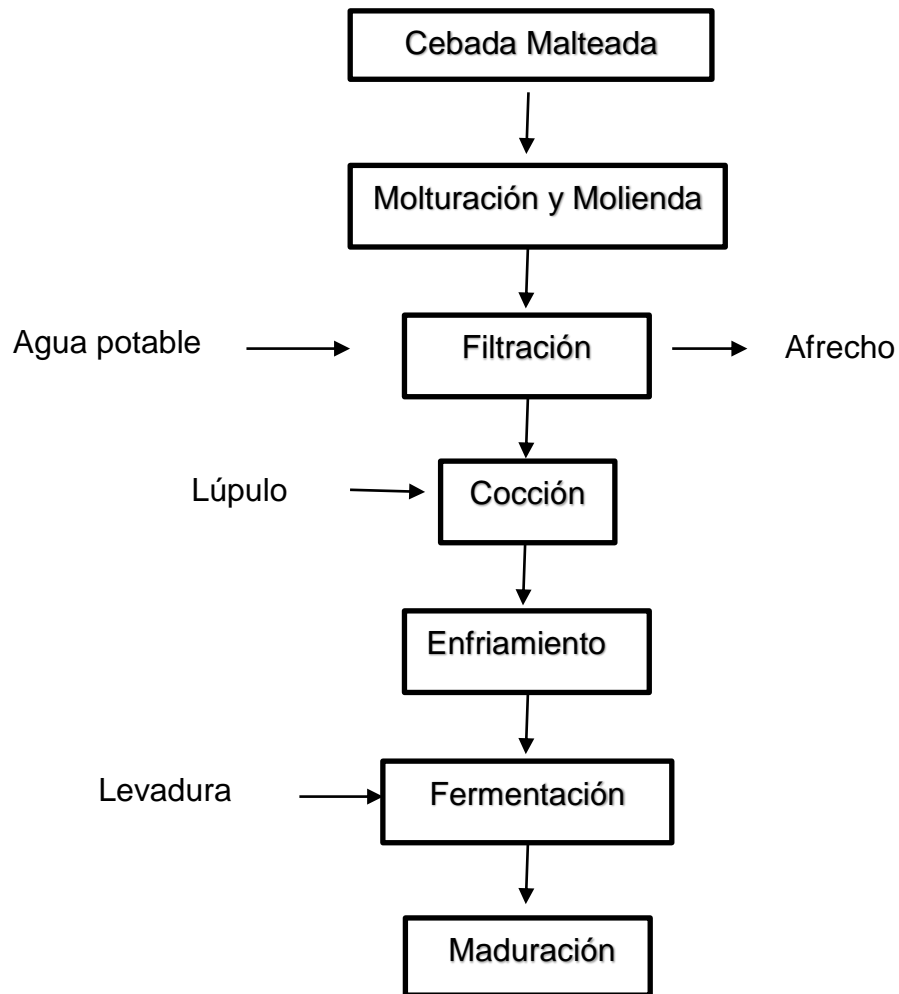 Cebada Malteada
Molturación y Molienda
Agua potable
Filtración
Afrecho
Lúpulo
Cocción
Enfriamiento
Levadura
Fermentación
Maduración